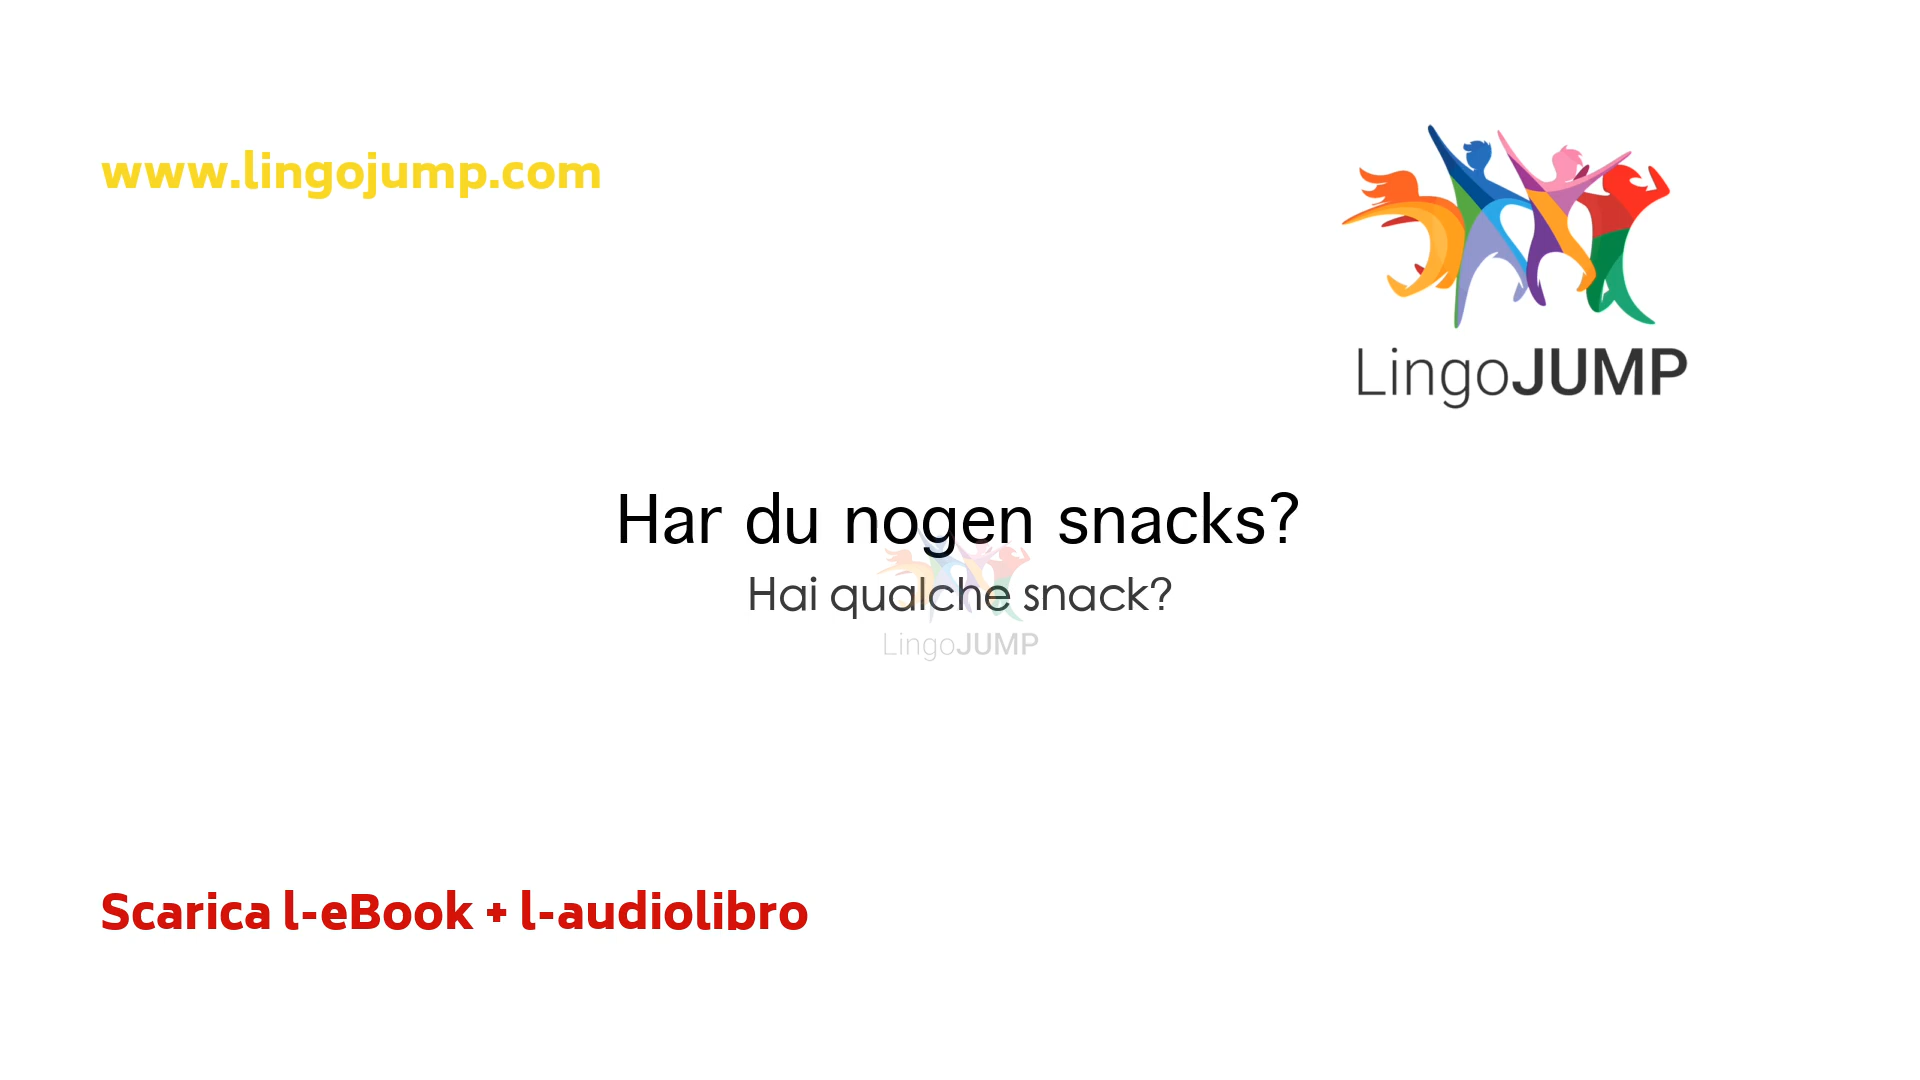 www.lingojump.com
LingoJUMP
Har du nogen snacks?
Hai qualche snack?
LingoJUMP
Scarica l-eBook + l-audiolibro